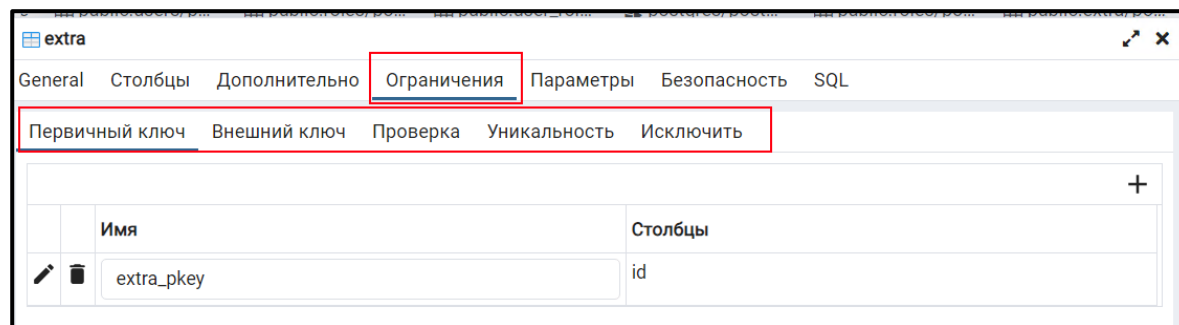 extra
General Столбцы Дополнительно Ограничения Параметры Безопасность SQL
Первичный ключ Внешний ключ Проверка Уникальность Исключить
Имя Столбцы
extra_pkey id